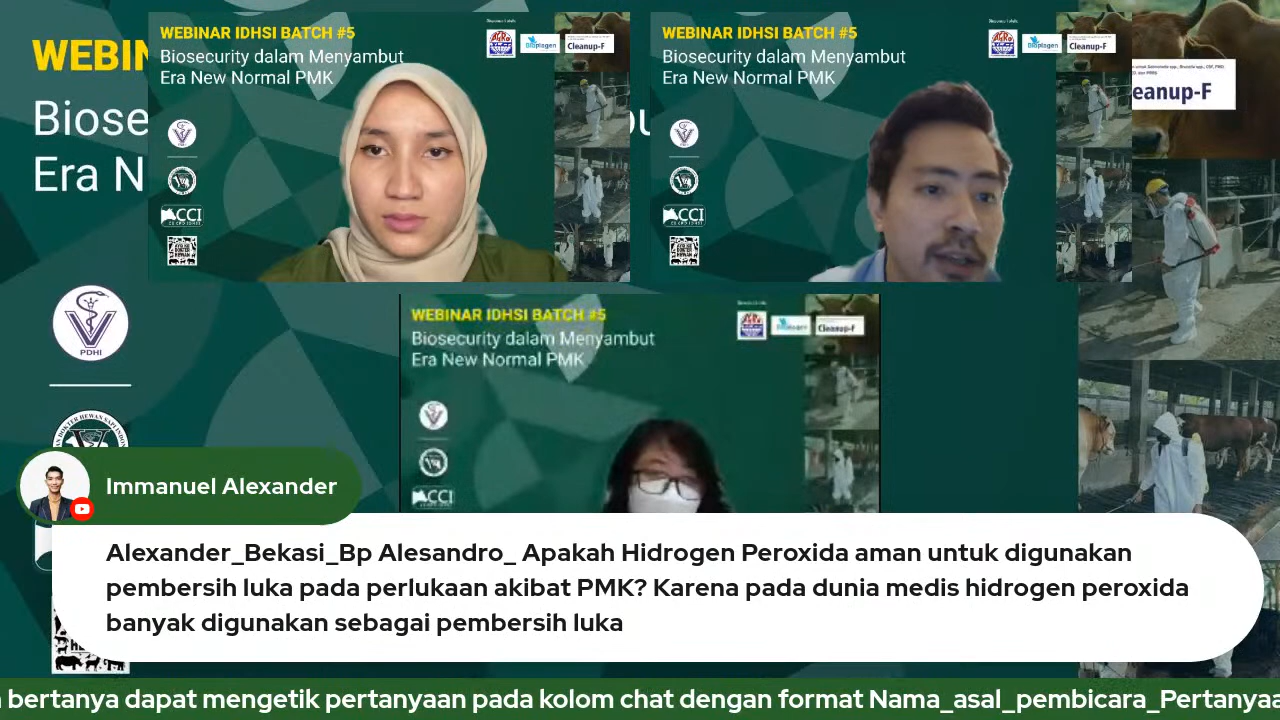 WEBIN
Biose
Era N
WEBINAR IDHSI BATCH #5
Biosecurity dalam Menyambut
Era New Normal PMK
Cleanup-F
CCI
WEBINAR IDHSI BATCH #5
Biosecurity dalam Menyambut
Era New Normal PMK
Cleanup-F
CCI
eanup-F
PDHI
WEBINAR IDHSI BATCH #5
Biosecurity dalam Menyambut
Era New Normal PMK
Cleanup-F
CCI
Immanuel Alexander
Alexander_Bekasi_Bp Alesandro_ Apakah Hidrogen Peroxida aman untuk digunakan
pembersih luka pada perlukaan akibat PMK? Karena pada dunia medis hidrogen peroxida
banyak digunakan sebagai pembersih luka
bertanya dapat mengetik pertanyaan pada kolom chat dengan format Nama_asal_pembicara_Pertanyaa